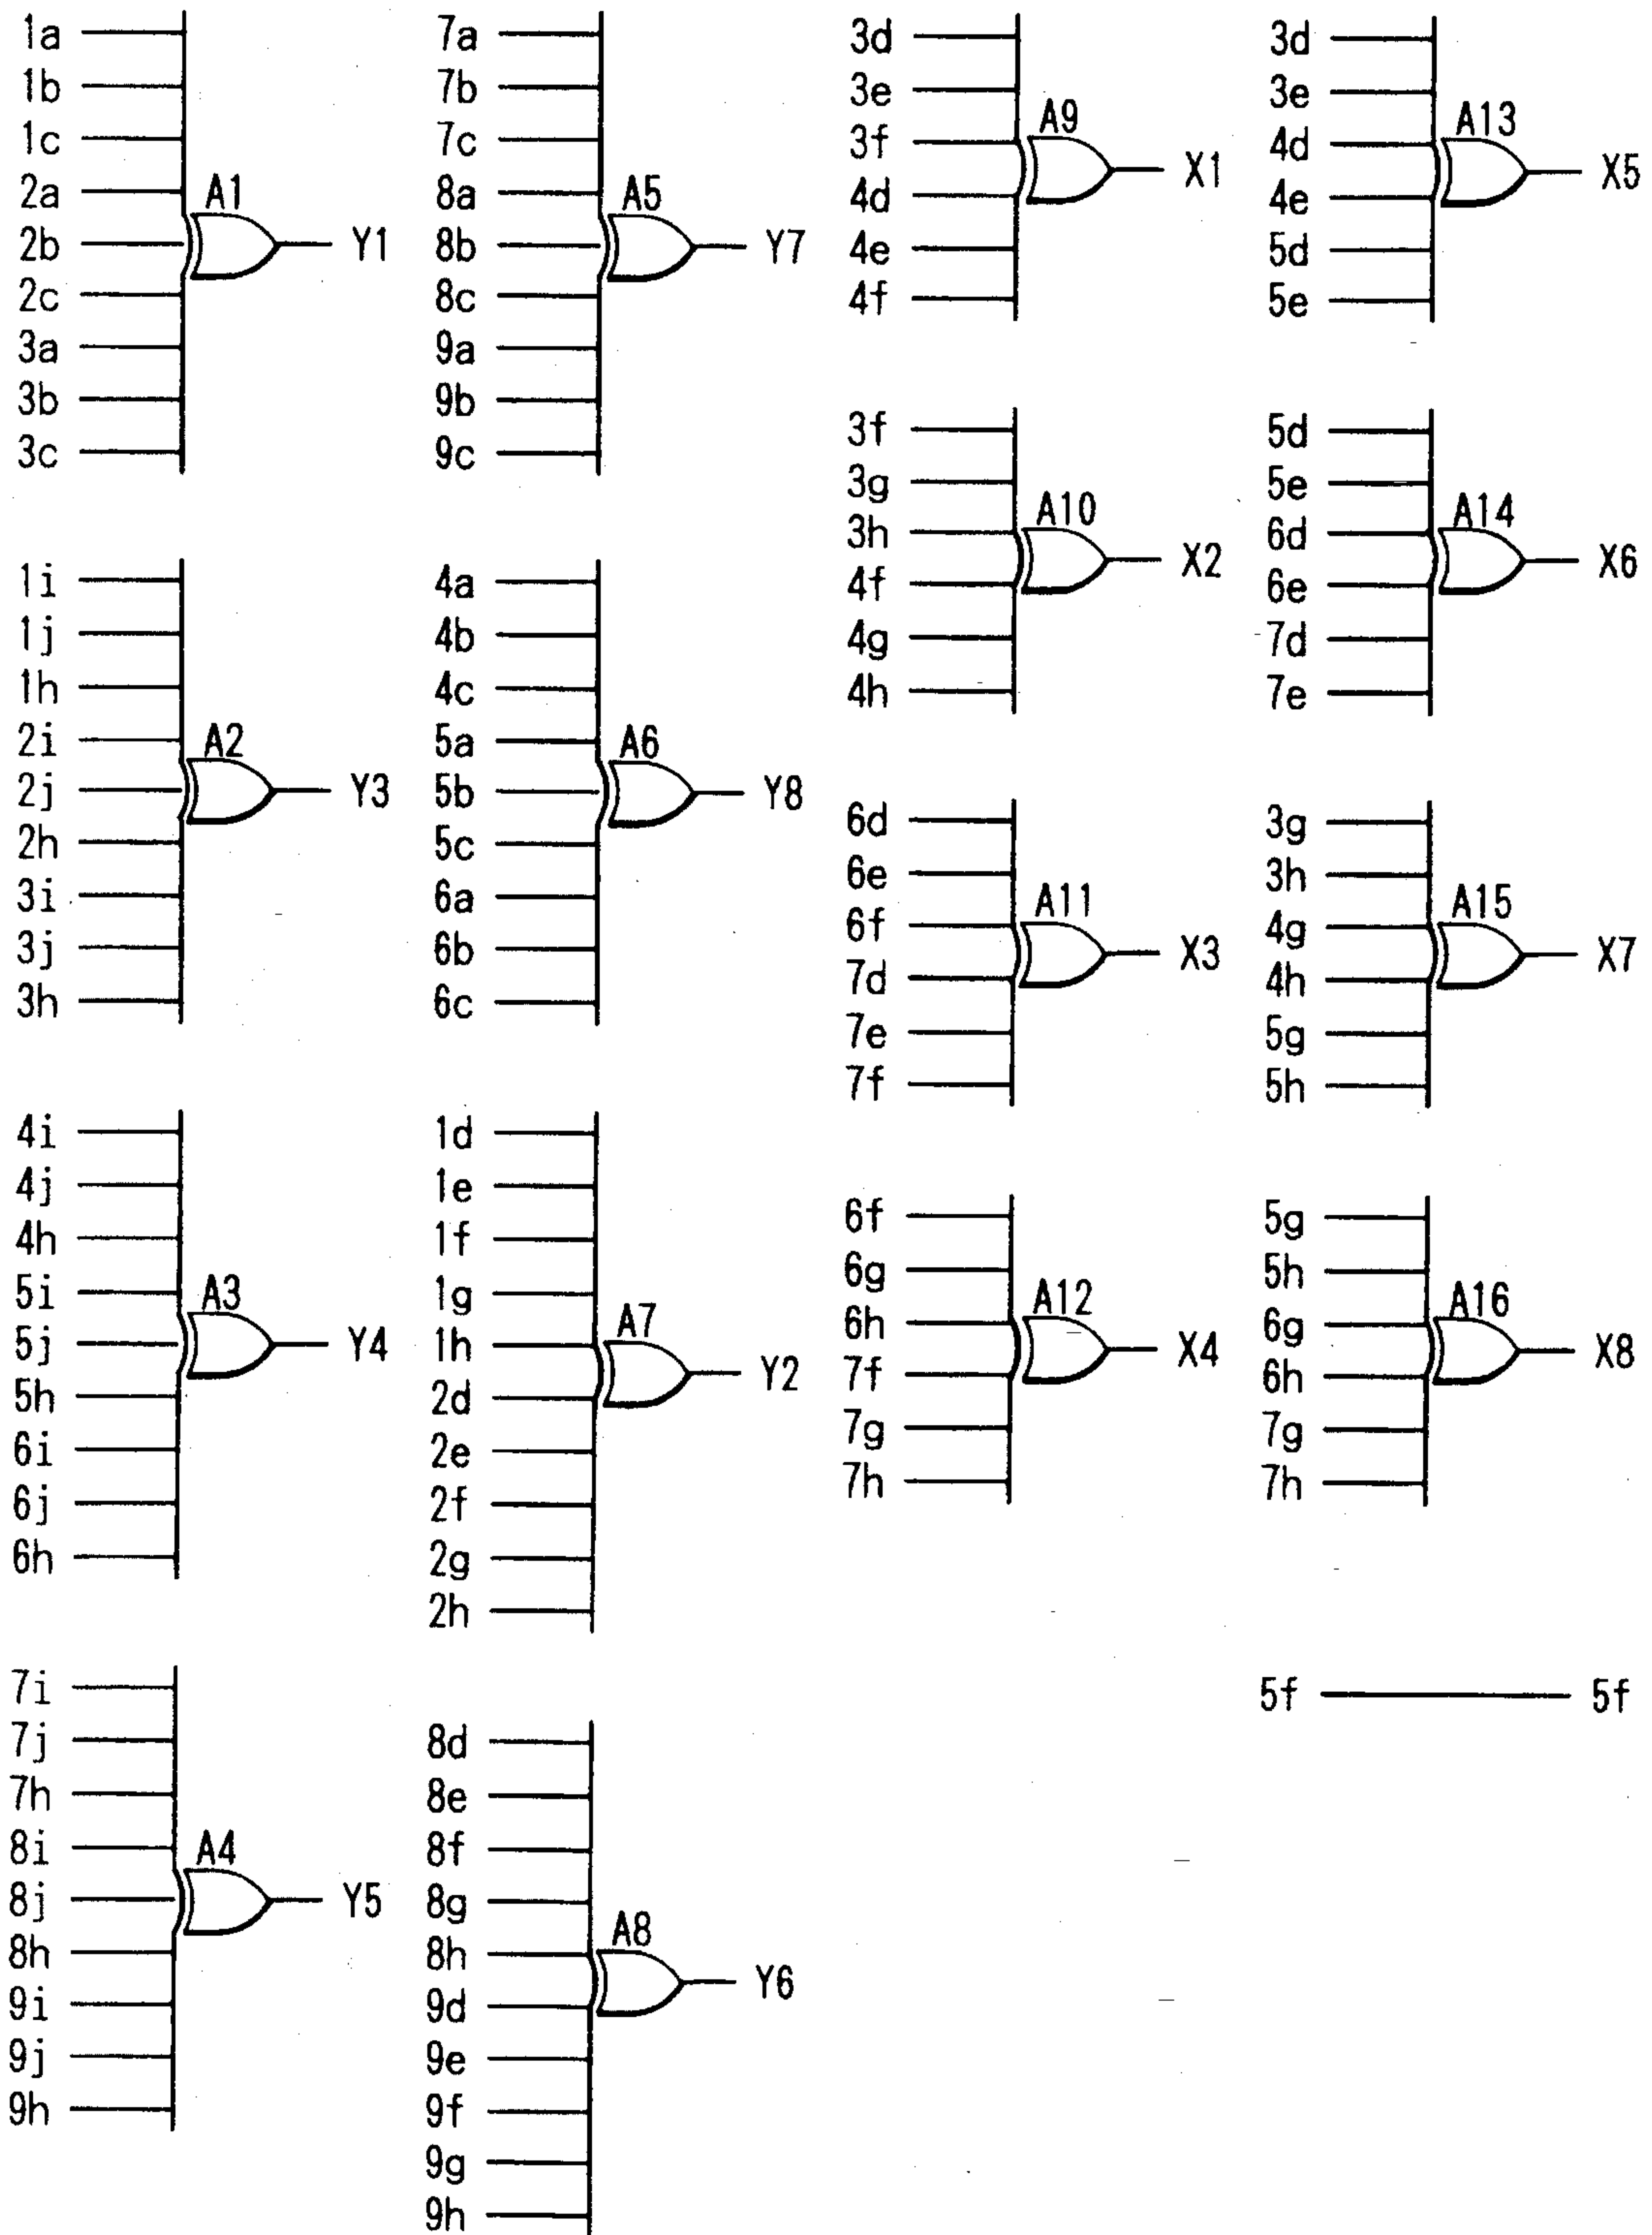 1a
1b
1c
2a
2b
2c
3a
3b
3c
A1
Y1
1i
1j
1h
2i
2j
2h
3i
3j
3h
A2
Y3
4i
4j
4h
5i
5j
5h
6i
6j
6h
A3
Y4
7i
7j
7h
8i
8j
8h
9i
9j
9h
A4
Y5
7a
7b
7c
8a
8b
8c
9a
9b
9c
A5
Y7
4a
4b
4c
5a
5b
5c
6a
6b
6c
A6
Y8
1d
1e
1f
1g
1h
2d
2e
2f
2g
2h
A7
Y2
8d
8e
8f
8g
8h
9d
9e
9f
9g
9h
A8
Y6
3d
3e
3f
4d
4e
4f
A9
X1
3f
3g
3h
4f
4g
4h
A10
X2
6d
6e
6f
7d
7e
7f
A11
X3
6f
6g
6h
7f
7g
7h
A12
X4
3d
3e
4d
4e
5d
5e
A13
X5
5d
5e
6d
6e
7d
7e
A14
X6
3g
3h
4g
4h
5g
5h
A15
X7
5g
5h
6g
6h
7g
7h
A16
X8
5f 5f